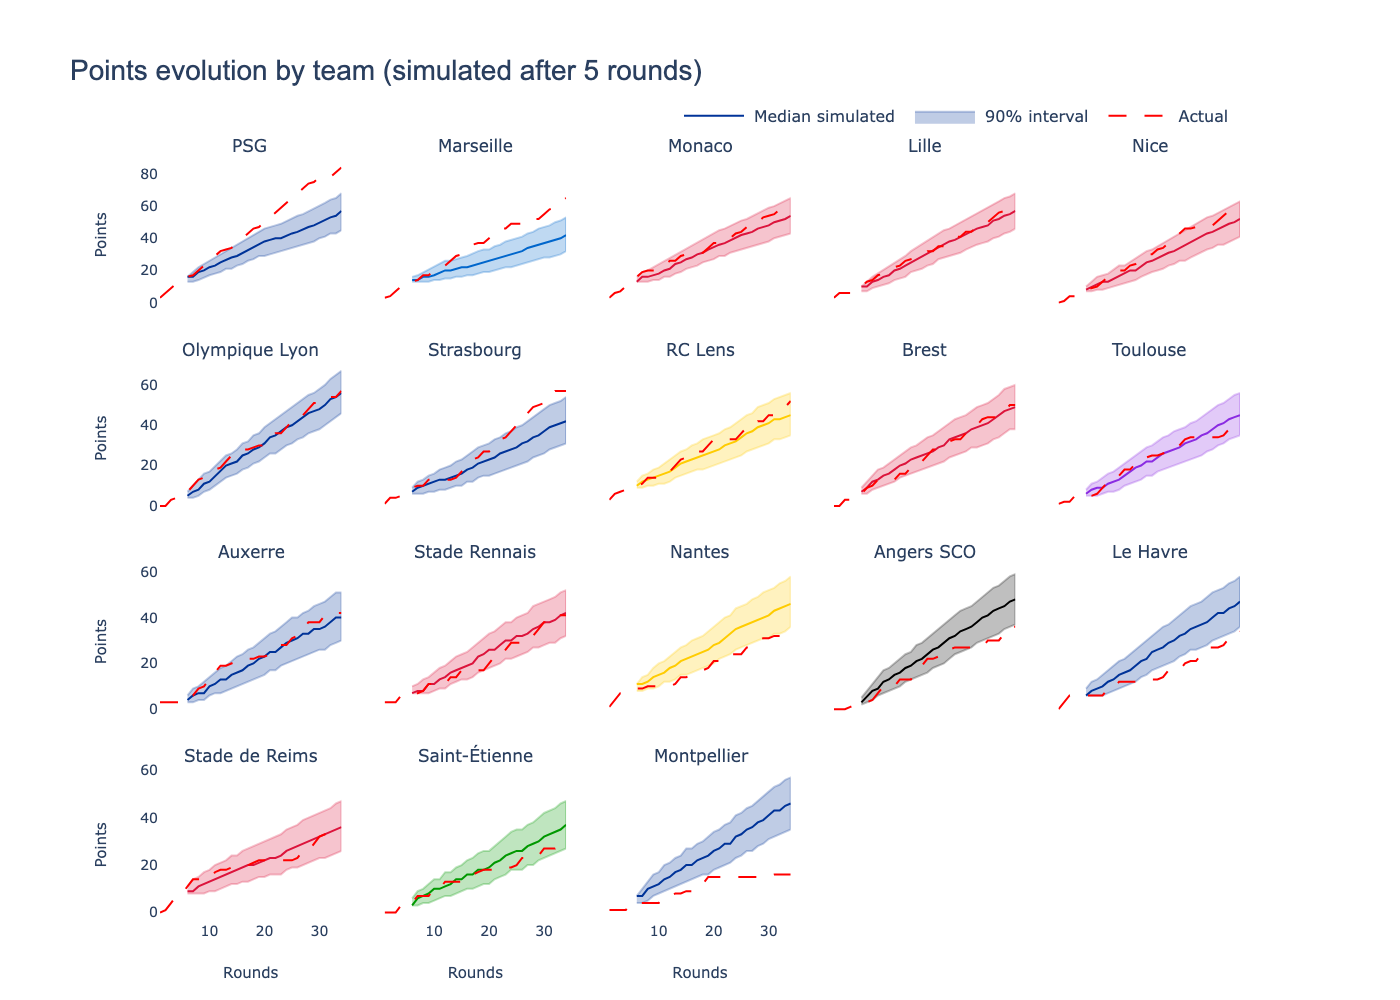 Points evolution by team (simulated after 5 rounds)
Median simulated 90% interval Actual
PSG Marseille Monaco Lille Nice
80
60
40
20
0
Points
Olympique Lyon Strasbourg RC Lens Brest Toulouse
60
40
20
0
Points
Auxerre Stade Rennais Nantes Angers SCO Le Havre
60
40
20
0
Points
Stade de Reims Saint-Étienne Montpellier
60
40
20
0
Points
10 20 30 10 20 30 10 20 30
Rounds Rounds Rounds